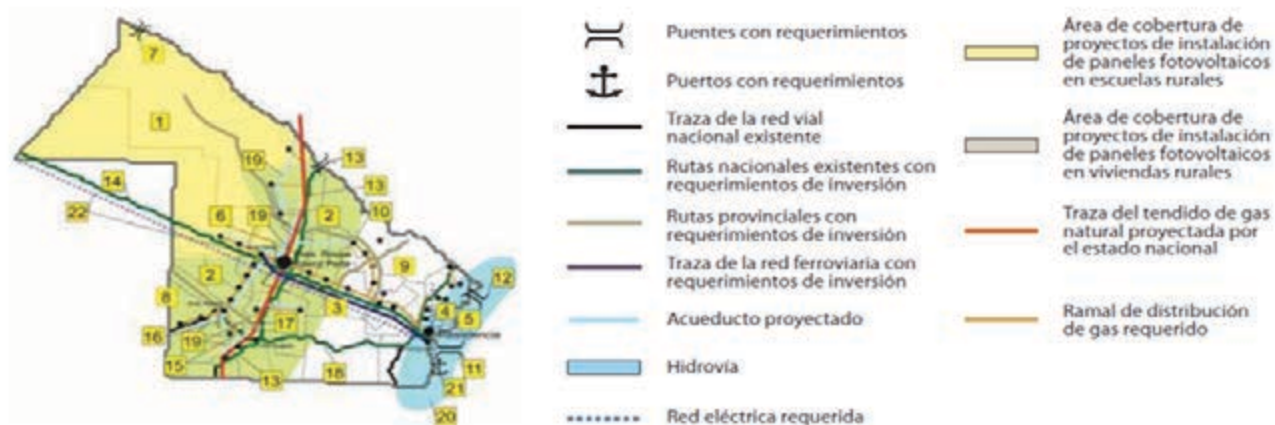 7
1
19
13
13
14
22
6
19
2
10
2
9
12
8
3
4
5
16
17
19
15
13
18
11
21
20
Puentes con requerimientos
Puertos con requerimientos
Traza de la red vial
nacional existente
Rutas nacionales existentes con
requerimientos de inversión
Rutas provinciales con
requerimientos de inversión
Traza de la red ferroviaria con
requerimientos de inversión
Acueducto proyectado
Hidrovía
Red eléctrica requerida
Área de cobertura de
proyectos de instalación
de paneles fotovoltaicos
en escuelas rurales
Área de cobertura de
proyectos de instalación
de paneles fotovoltaicos
en viviendas rurales
Traza del tendido de gas
natural proyectada por
el estado nacional
Ramal de distribución
de gas requerido